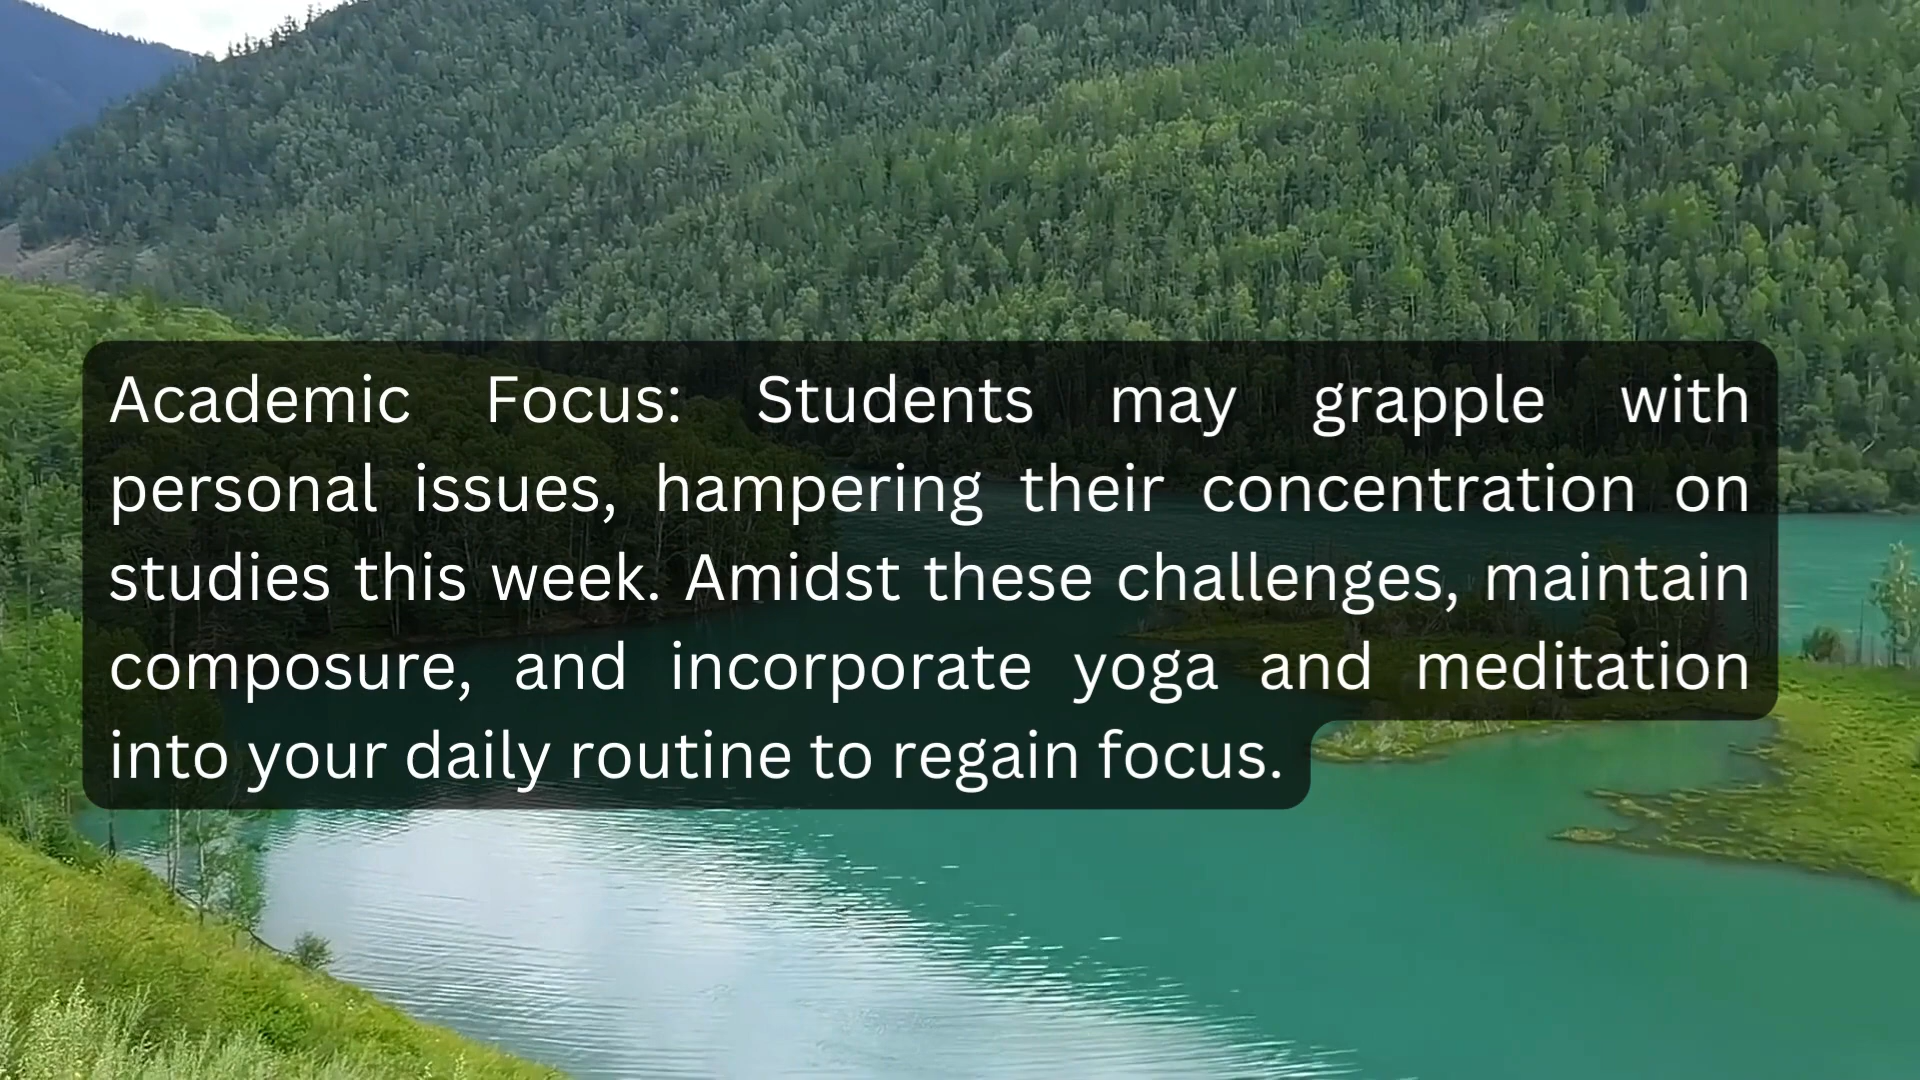 Academic Focus: Students may grapple with
personal issues, hampering their concentration on
studies this week. Amidst these challenges, maintain
composure, and incorporate yoga and meditation
into your daily routine to regain focus.